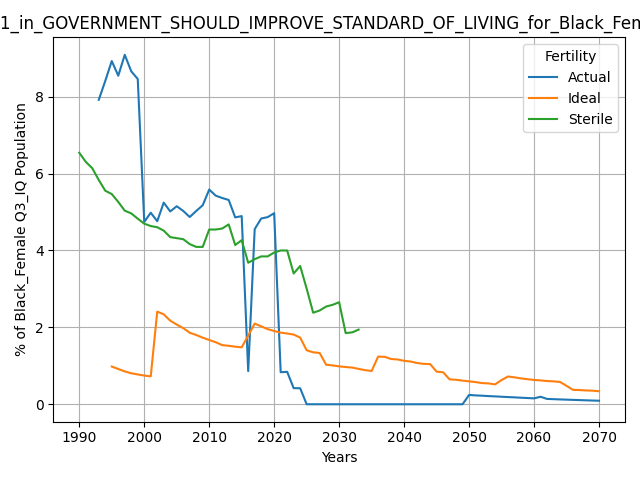 1_in_GOVERNMENT_SHOULD_IMPROVE_STANDARD_OF_LIVING_for_Black_Fem
Fertility
Actual
Ideal
Sterile
% of Black_Female Q3_IQ Population
8
6
4
2
0
1990 2000 2010 2020 2030 2040 2050 2060 2070
Years